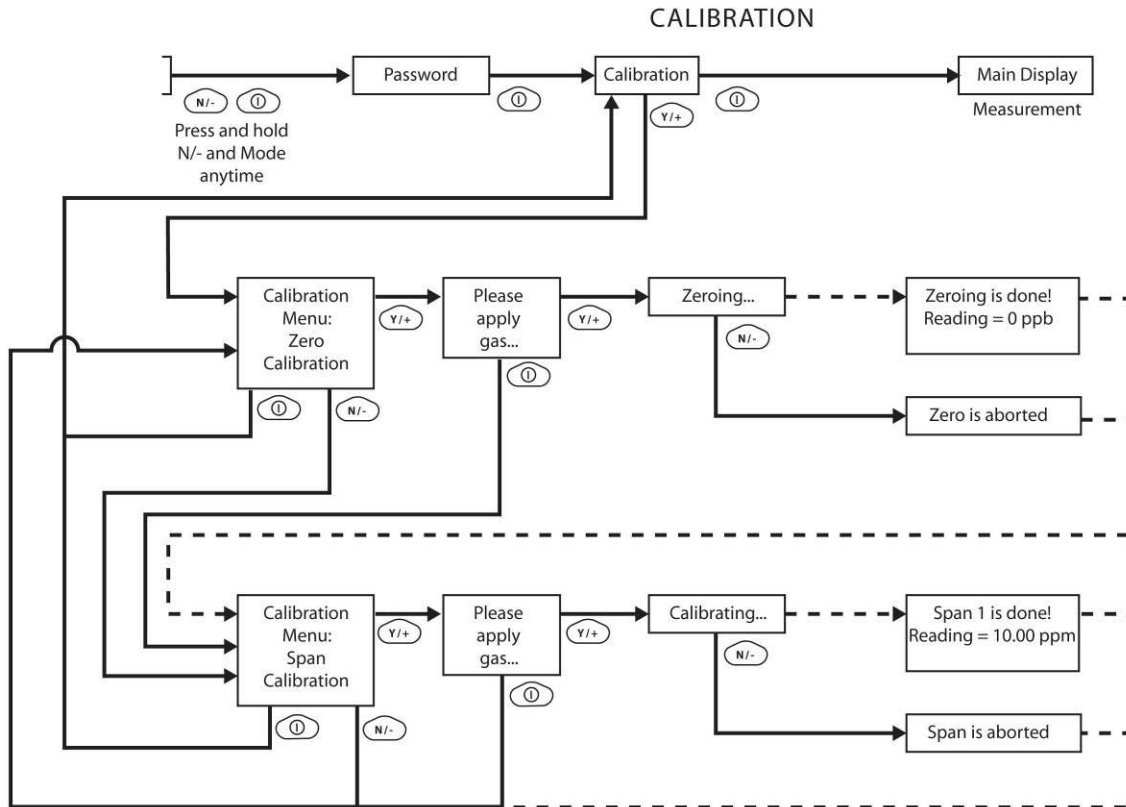 CALIBRATION
Password
Calibration
Main Display
N/-
Y/+
Measurement
Press and hold
N/- and Mode
anytime
Calibration
Menu:
Zero
Calibration
Y/+
Please
apply
gas...
Y/+
Zeroing...
N/-
Zeroing is done!
Reading = 0 ppb
N/-
Zero is aborted
Calibration
Menu:
Span
Calibration
Y/+
Please
apply
gas...
Y/+
Calibrating...
N/-
Span 1 is done!
Reading = 10.00 ppm
N/-
Span is aborted